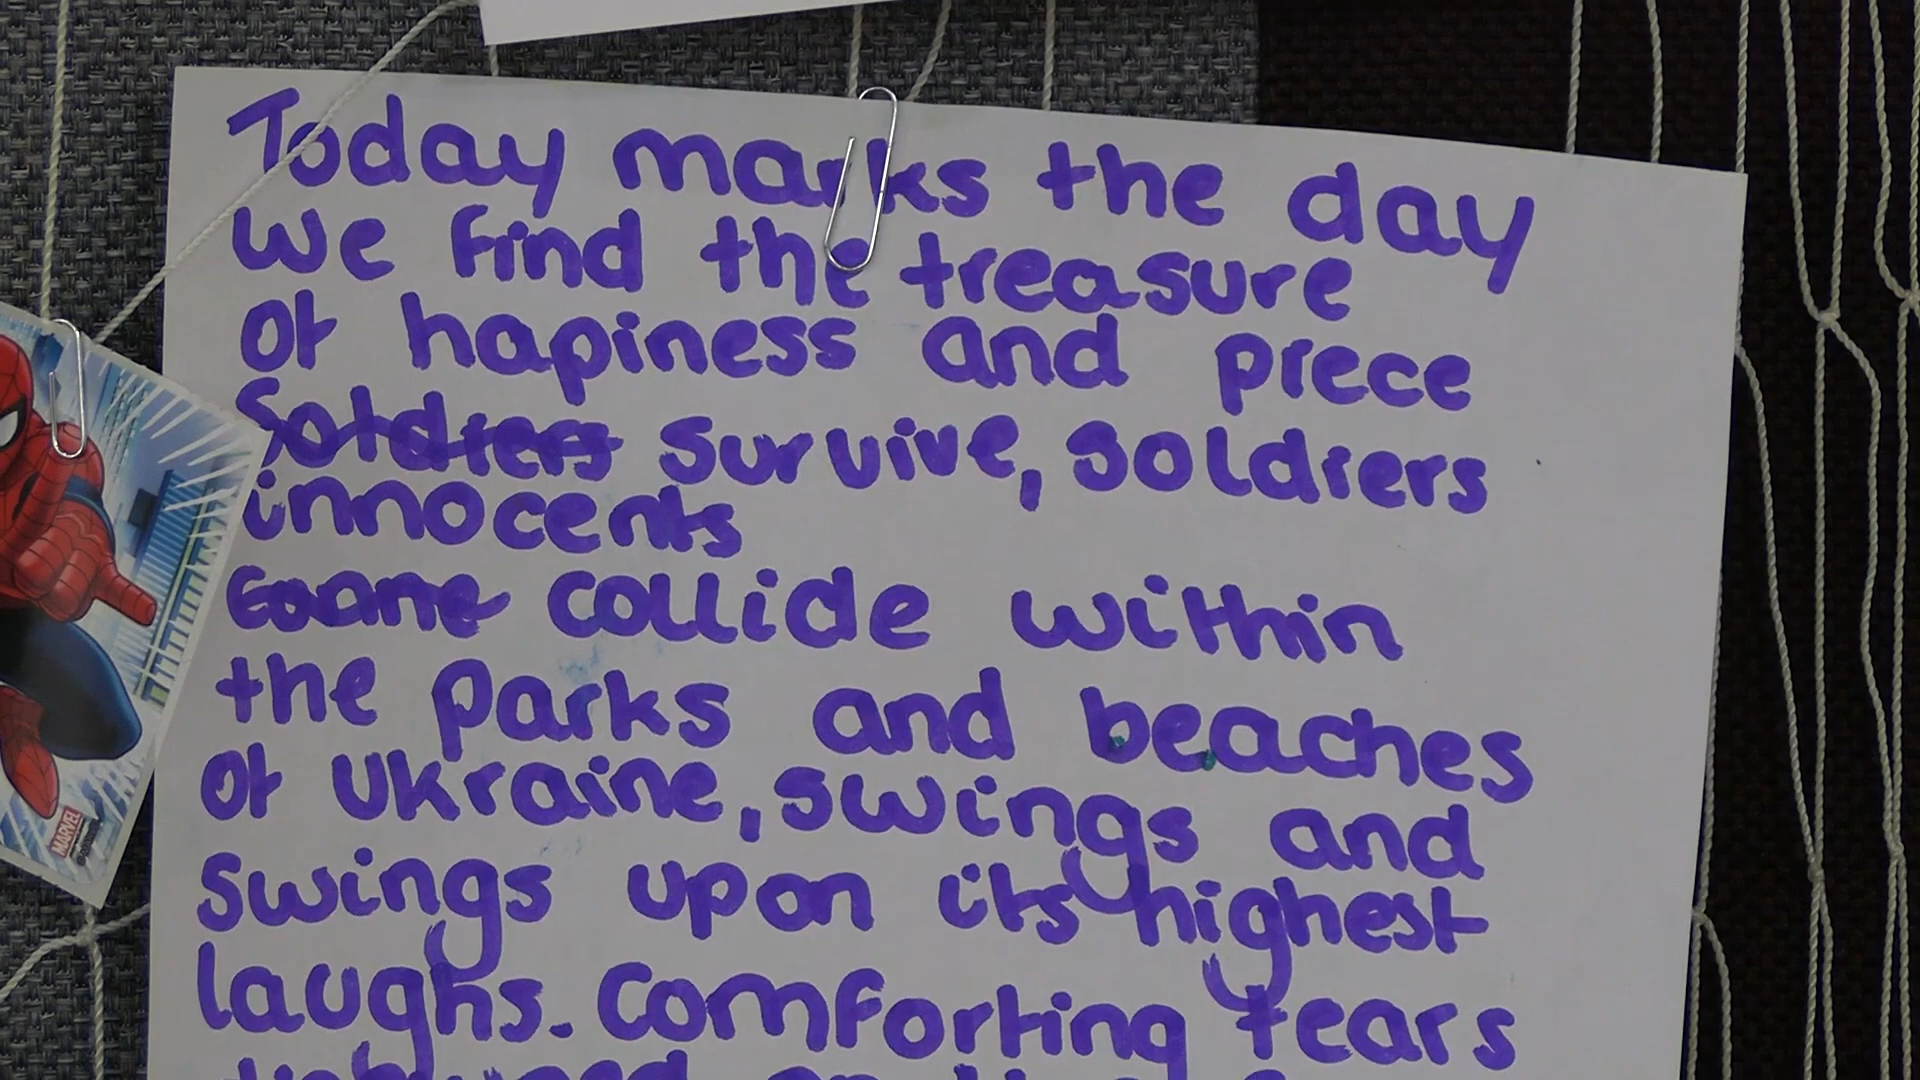 Today marks the day
we find the treasure
of hapiness and piece
Soldiers survive, soldiers
innocents
collide within
the parks and beaches
of ukraine, swings and
swings upon its highest
laughs. Comforting tears
MARVEL